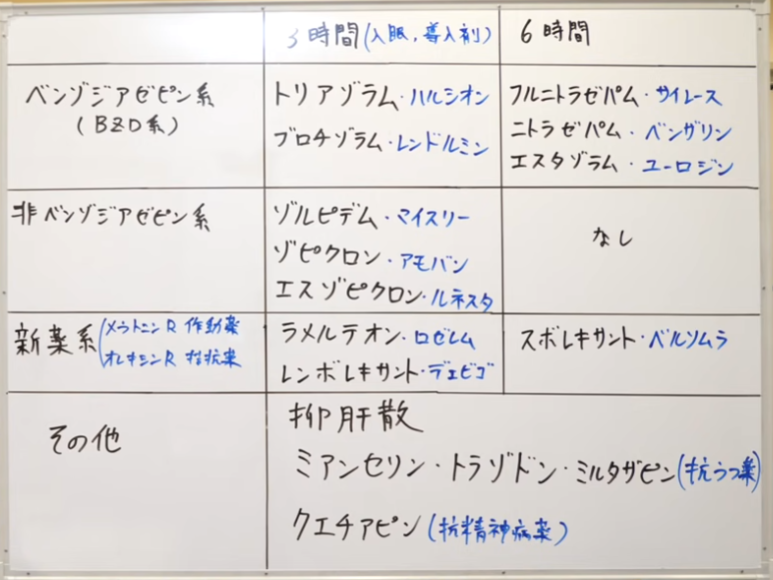 3時間(入眠,導入剤) 6時間
ベンゾジアゼピン系
(BZD系)
トリアゾラム・ハルシオン
ブロチゾラム・レンドルミン
フルニトラゼパム・サイレース
ニトラゼパム・ベンザリン
エスタゾラム・ユーロジン
非ベンゾジアゼピン系
ゾルピデム・マイスリー
ゾピクロン・アモバン
エスゾピクロン・ルネスタ
なし
新薬系
(メラトニンR 作動薬
オレキシンR 拮抗薬
ラメルテオン・ロゼレム
レンボレキサント・デエビゴ
スボレキサント・ベルソムラ
その他
抑肝散
ミアンセリン・トラゾドン・ミルタザピン(抗うつ薬)
クエチアピン(抗精神病薬)